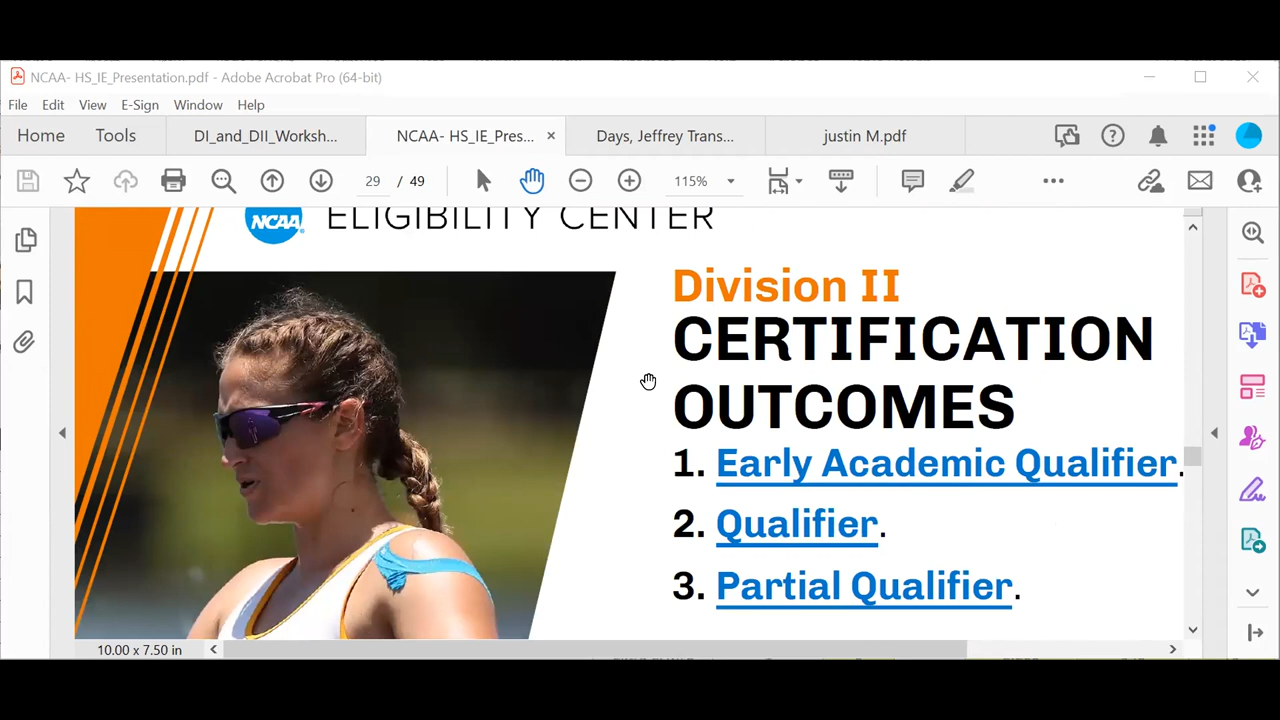 NCAA- HS_IE_Presentation.pdf - Adobe Acrobat Pro (64-bit)
File Edit View E-Sign Window Help
Home Tools DI_and_DII_Worksh... NCAA- HS_IE_Pres... × Days, Jeffrey Trans... justin M.pdf
29 / 49 115%
NCAA ELIGIBILITY CENTER
Division II
CERTIFICATION
OUTCOMES
1. Early Academic Qualifier.
2. Qualifier.
3. Partial Qualifier.
10.00 x 7.50 in